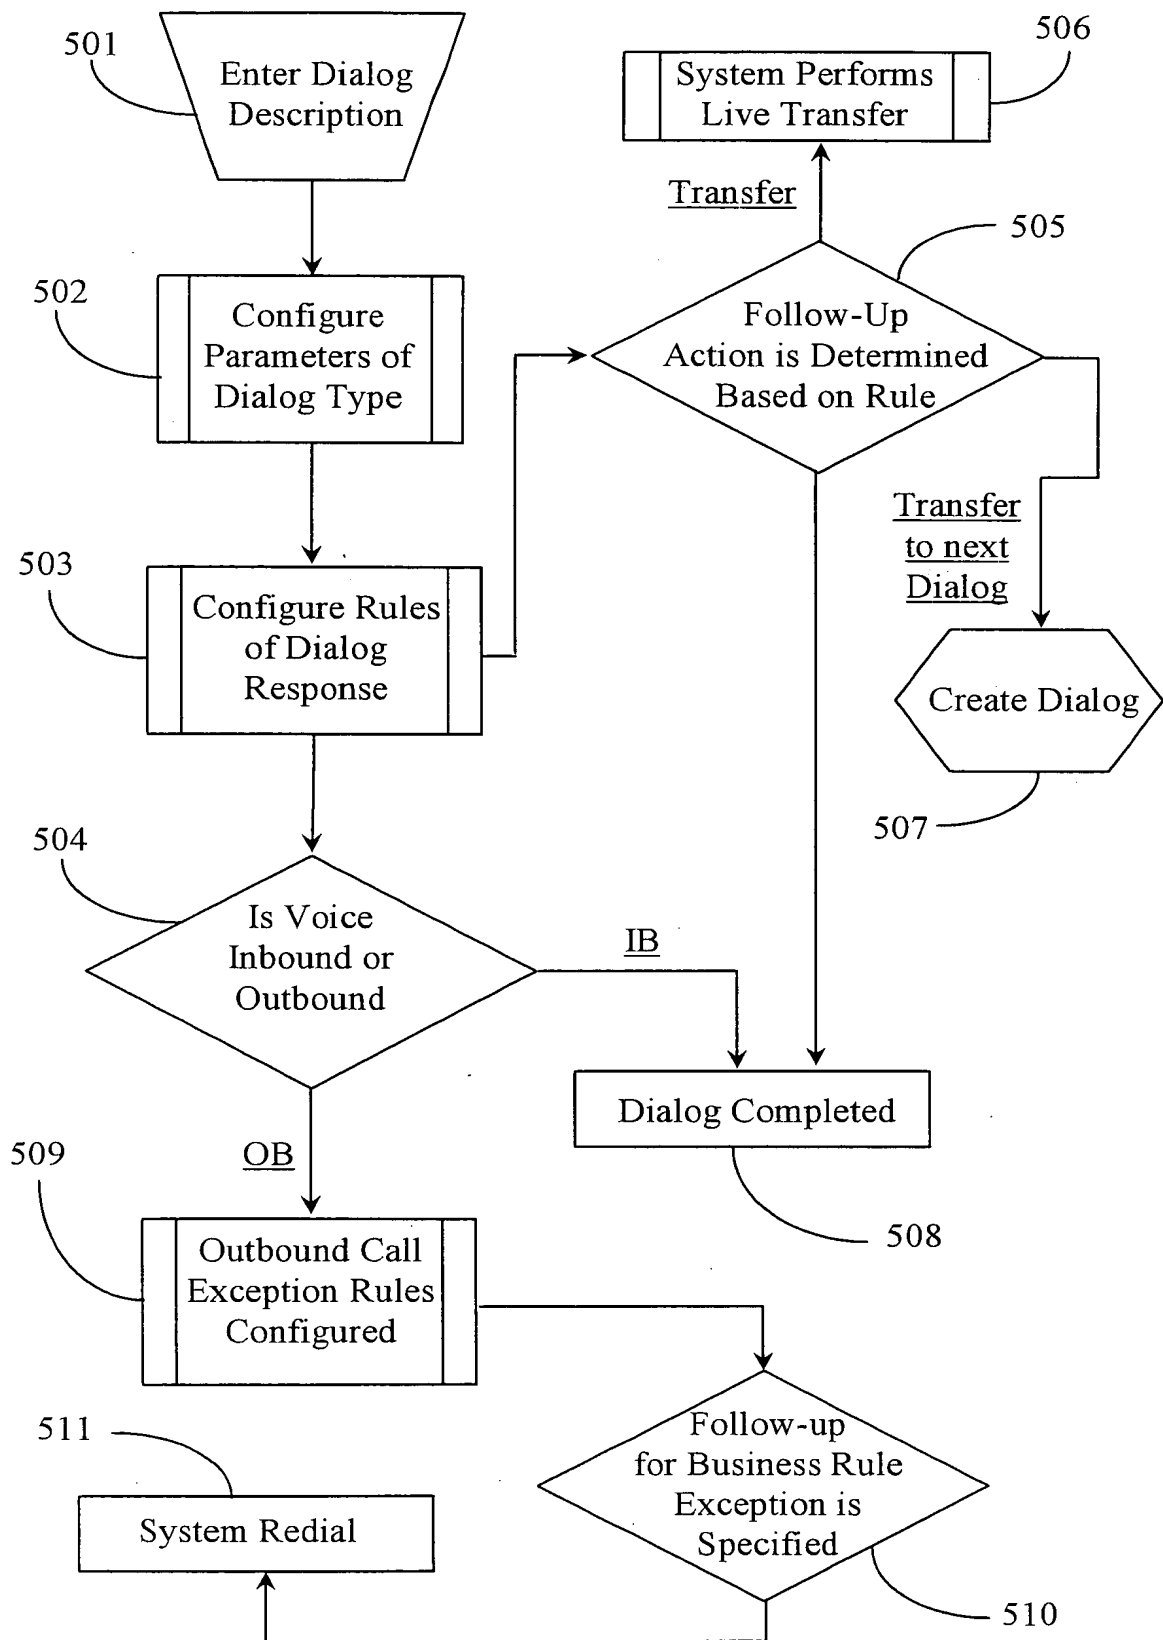 501
Enter Dialog
Description
506
System Performs
Live Transfer
Transfer
505
502
Configure
Parameters of
Dialog Type
Follow-Up
Action is Determined
Based on Rule
Transfer
to next
Dialog
503
Configure Rules
of Dialog
Response
Create Dialog
507
504
Is Voice
Inbound or
Outbound
IB
Dialog Completed
508
OB
509
Outbound Call
Exception Rules
Configured
511
System Redial
Follow-up
for Business Rule
Exception is
Specified
510